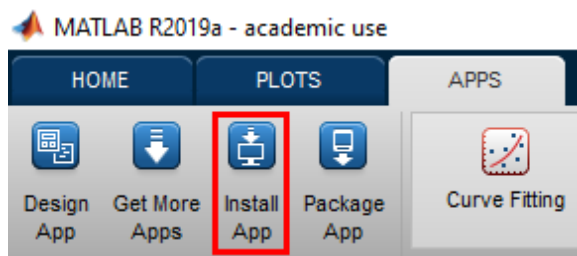 MATLAB R2019a - academic use
HOME PLOTS APPS
Design Get More Install Package Curve Fitting
App Apps App App